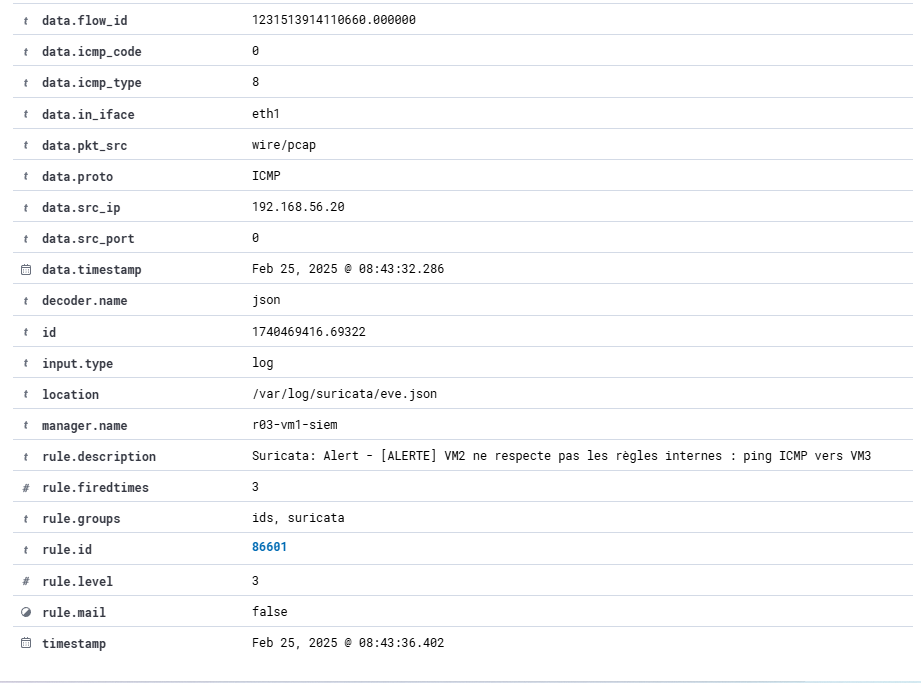 t data.flow_id 1231513914110660.000000
t data.icmp_code 0
t data.icmp_type 8
t data.in_iface eth1
t data.pkt_src wire/pcap
t data.proto ICMP
t data.src_ip 192.168.56.20
t data.src_port 0
data.timestamp Feb 25, 2025 @ 08:43:32.286
t decoder.name json
t id 1740469416.69322
t input.type log
t location /var/log/suricata/eve.json
t manager.name r03-vm1-siem
t rule.description Suricata: Alert - [ALERTE] VM2 ne respecte pas les règles internes : ping ICMP vers VM3
# rule.firedtimes 3
t rule.groups ids, suricata
t rule.id 86601
# rule.level 3
rule.mail false
timestamp Feb 25, 2025 @ 08:43:36.402